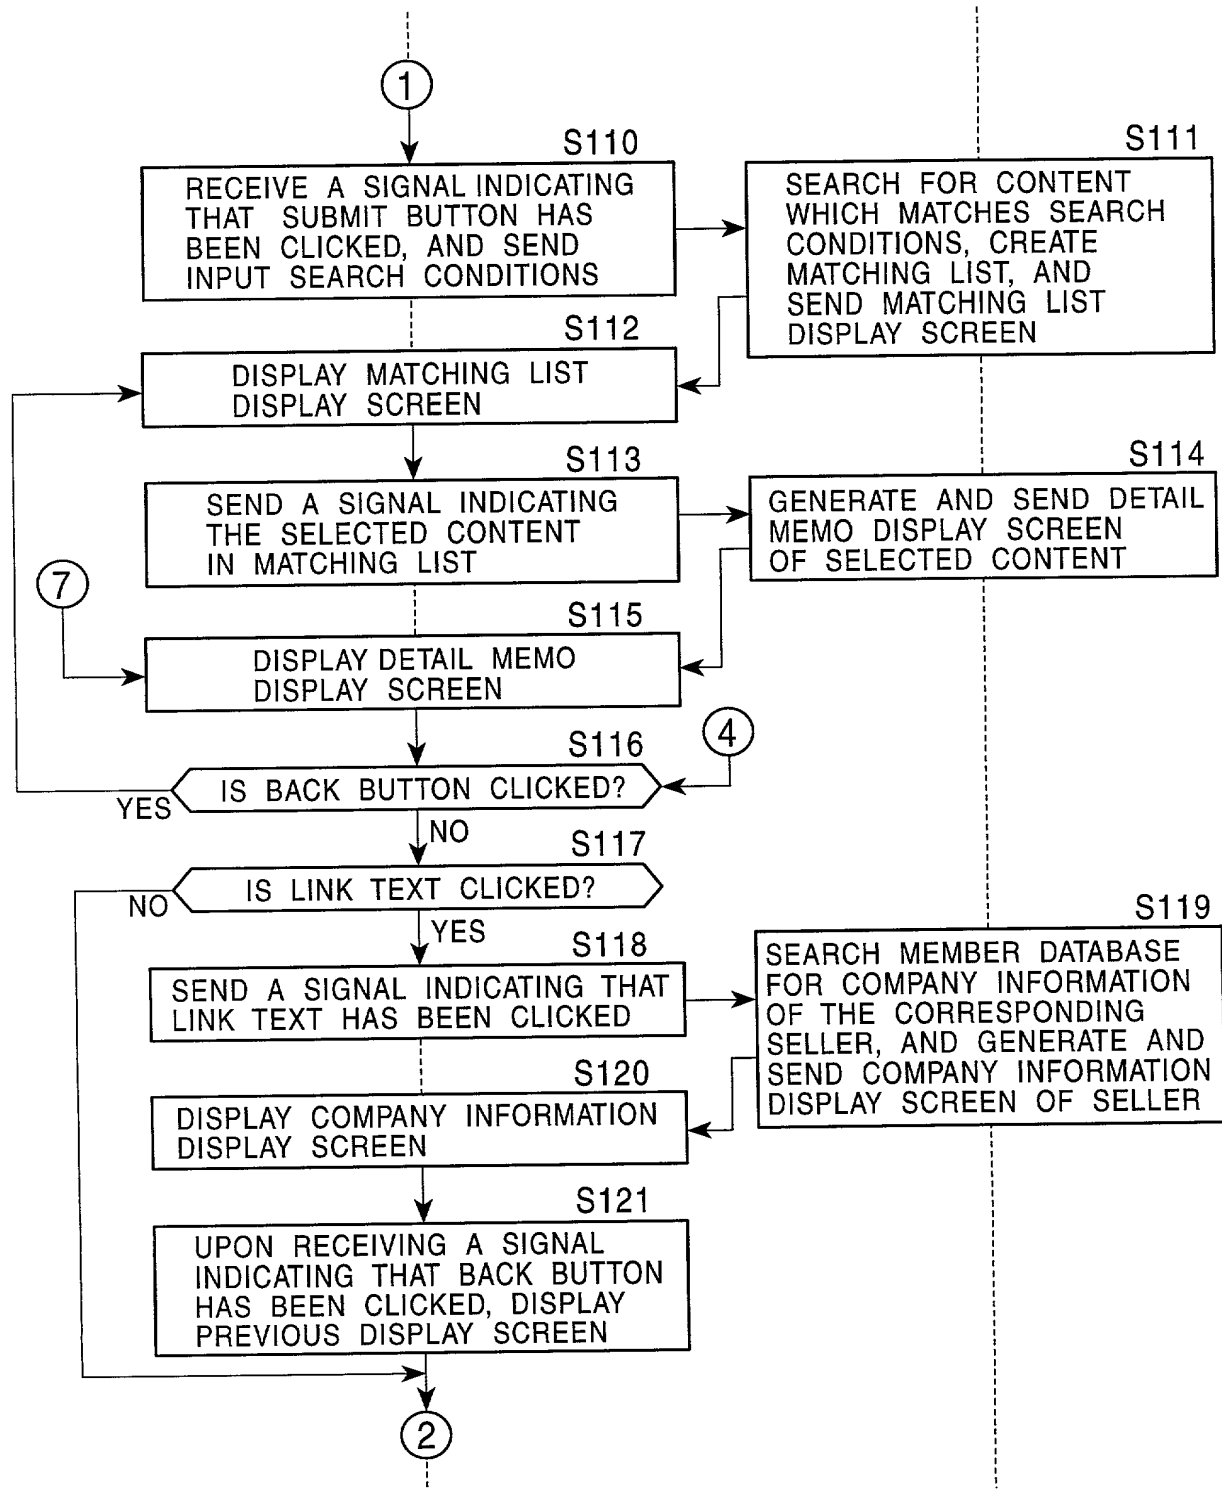 1
S110
RECEIVE A SIGNAL INDICATING
THAT SUBMIT BUTTON HAS
BEEN CLICKED, AND SEND
INPUT SEARCH CONDITIONS
S111
SEARCH FOR CONTENT
WHICH MATCHES SEARCH
CONDITIONS, CREATE
MATCHING LIST, AND
SEND MATCHING LIST
DISPLAY SCREEN
S112
DISPLAY MATCHING LIST
DISPLAY SCREEN
S113
SEND A SIGNAL INDICATING
THE SELECTED CONTENT
IN MATCHING LIST
S114
GENERATE AND SEND DETAIL
MEMO DISPLAY SCREEN
OF SELECTED CONTENT
7
S115
DISPLAY DETAIL MEMO
DISPLAY SCREEN
4
S116
IS BACK BUTTON CLICKED?
YES
NO
S117
IS LINK TEXT CLICKED?
NO
YES
S118
SEND A SIGNAL INDICATING THAT
LINK TEXT HAS BEEN CLICKED
S119
SEARCH MEMBER DATABASE
FOR COMPANY INFORMATION
OF THE CORRESPONDING
SELLER, AND GENERATE AND
SEND COMPANY INFORMATION
DISPLAY SCREEN OF SELLER
S120
DISPLAY COMPANY INFORMATION
DISPLAY SCREEN
S121
UPON RECEIVING A SIGNAL
INDICATING THAT BACK BUTTON
HAS BEEN CLICKED, DISPLAY
PREVIOUS DISPLAY SCREEN
2